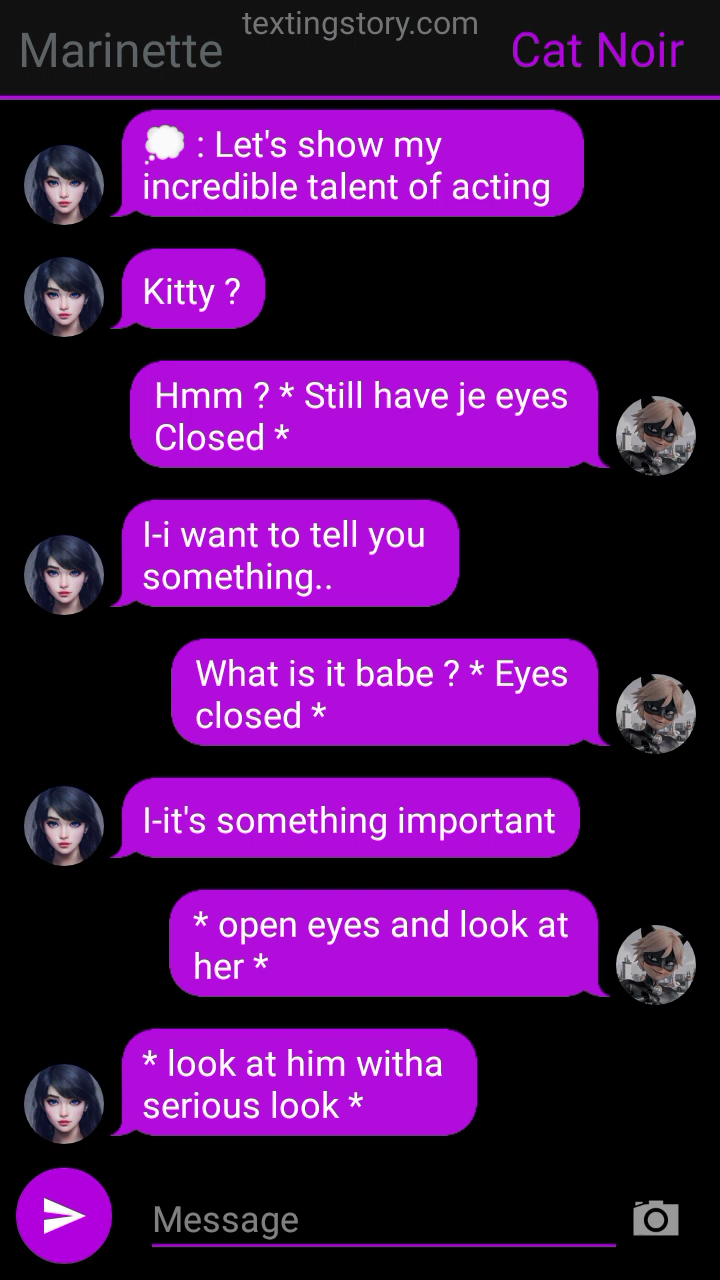 textingstory.com
Marinette
Cat Noir
💭 : Let's show my
incredible talent of acting
Kitty ?
Hmm ? * Still have je eyes
Closed *
I-i want to tell you
something..
What is it babe ? * Eyes
closed *
I-it's something important
* open eyes and look at
her *
* look at him witha
serious look *
Message